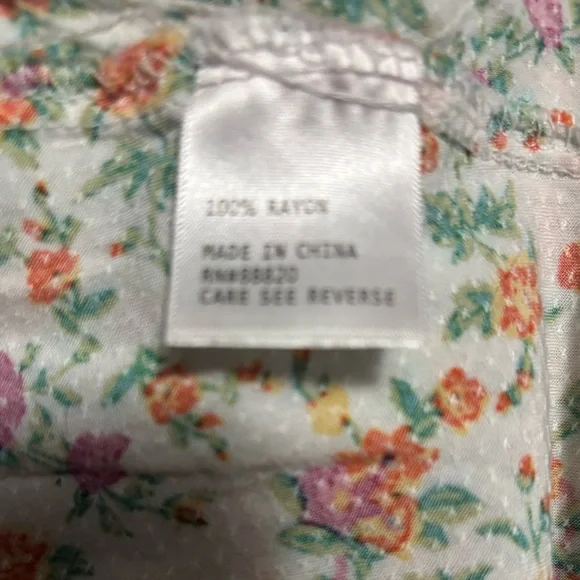 100% RAYON
MADE IN CHINA
RN#88820
CARE SEE REVERSE